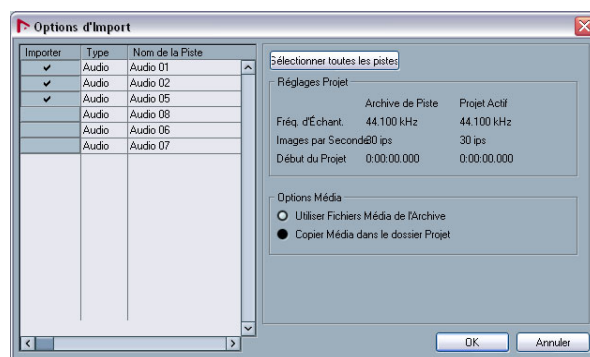 Options d'Import
Importer Type Nom de la Piste
Audio Audio 01
Audio Audio 02
Audio Audio 05
Audio Audio 08
Audio Audio 06
Audio Audio 07
Sélectionner toutes les pistes
Réglages Projet
Archive de Piste Projet Actif
Fréq. d'Échant. 44.100 kHz 44.100 kHz
Images par Seconde 30 ips 30 ips
Début du Projet 0:00:00.000 0:00:00.000
Options Média
Utiliser Fichiers Média de l'Archive
Copier Média dans le dossier Projet
OK Annuler